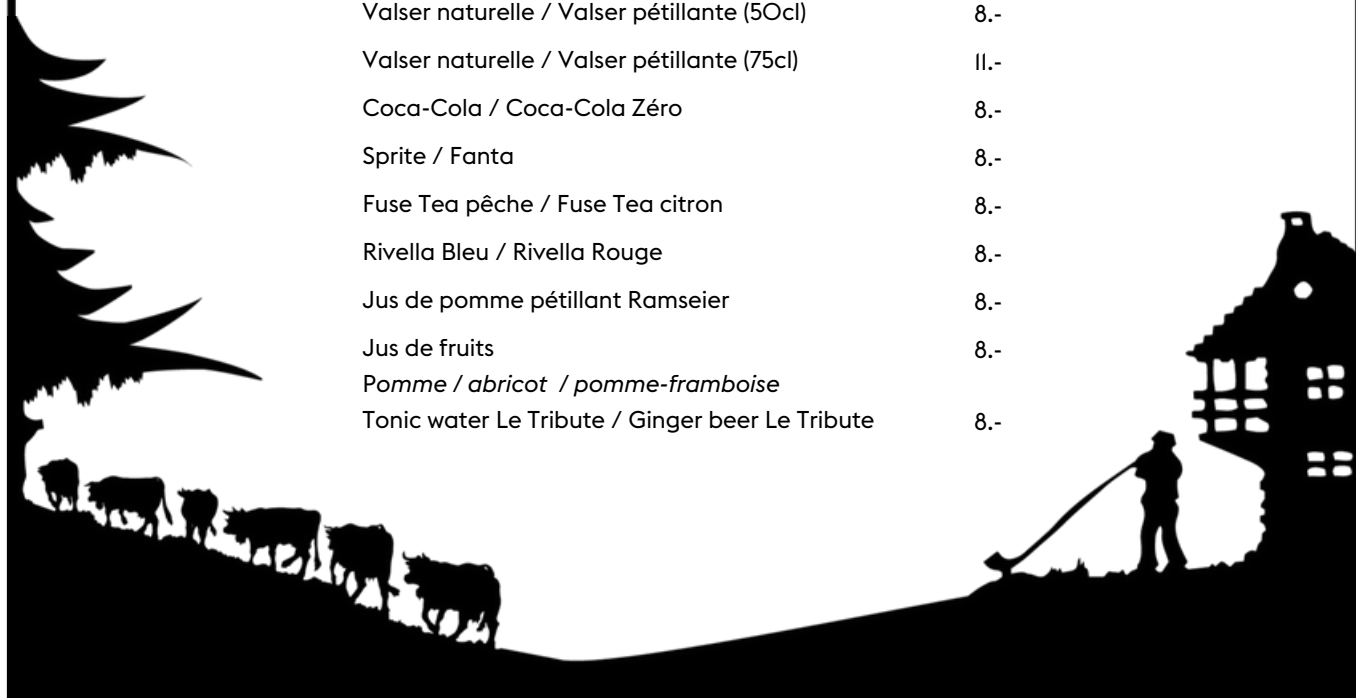 Valser naturelle / Valser pétillante (50cl) 8.-
Valser naturelle / Valser pétillante (75cl) 11.-
Coca-Cola / Coca-Cola Zéro 8.-
Sprite / Fanta 8.-
Fuse Tea pêche / Fuse Tea citron 8.-
Rivella Bleu / Rivella Rouge 8.-
Jus de pomme pétillant Ramseier 8.-
Jus de fruits 8.-
Pomme / abricot / pomme-framboise
Tonic water Le Tribute / Ginger beer Le Tribute 8.-